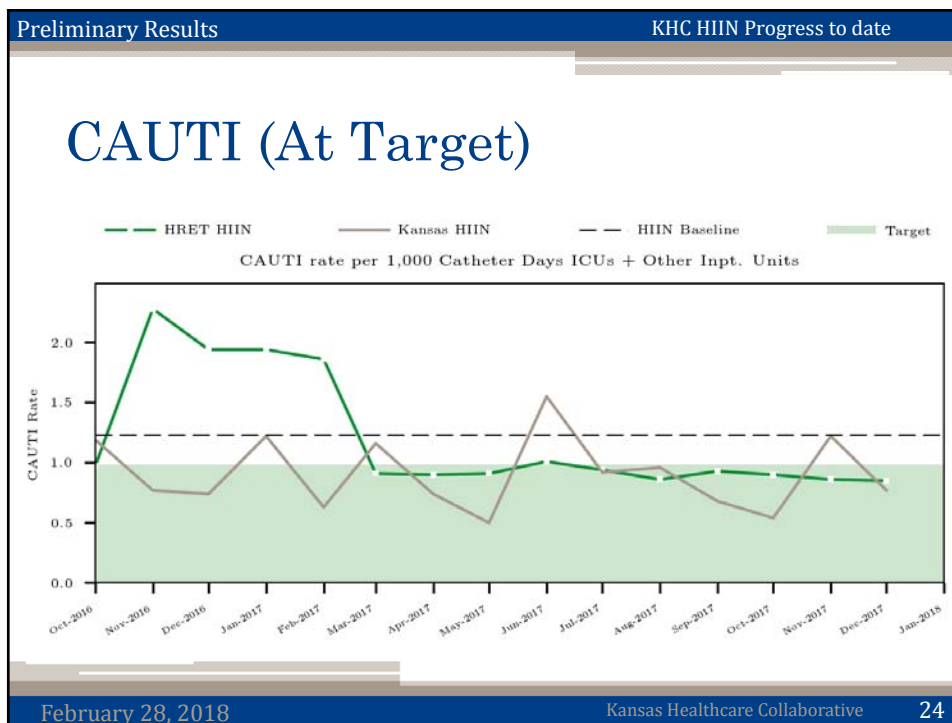 Preliminary Results
KHC HIIN Progress to date
CAUTI (At Target)
HRET HIIN
Kansas HIIN
HIIN Baseline
Target
CAUTI rate per 1,000 Catheter Days ICUs + Other Inpt. Units
CAUTI Rate
2.0
1.5
1.0
0.5
0.0
Oct-2016
Nov-2016
Dec-2016
Jan-2017
Feb-2017
Mar-2017
Apr-2017
May-2017
Jun-2017
Jul-2017
Aug-2017
Sep-2017
Oct-2017
Nov-2017
Dec-2017
Jan-2018
February 28, 2018
Kansas Healthcare Collaborative
24